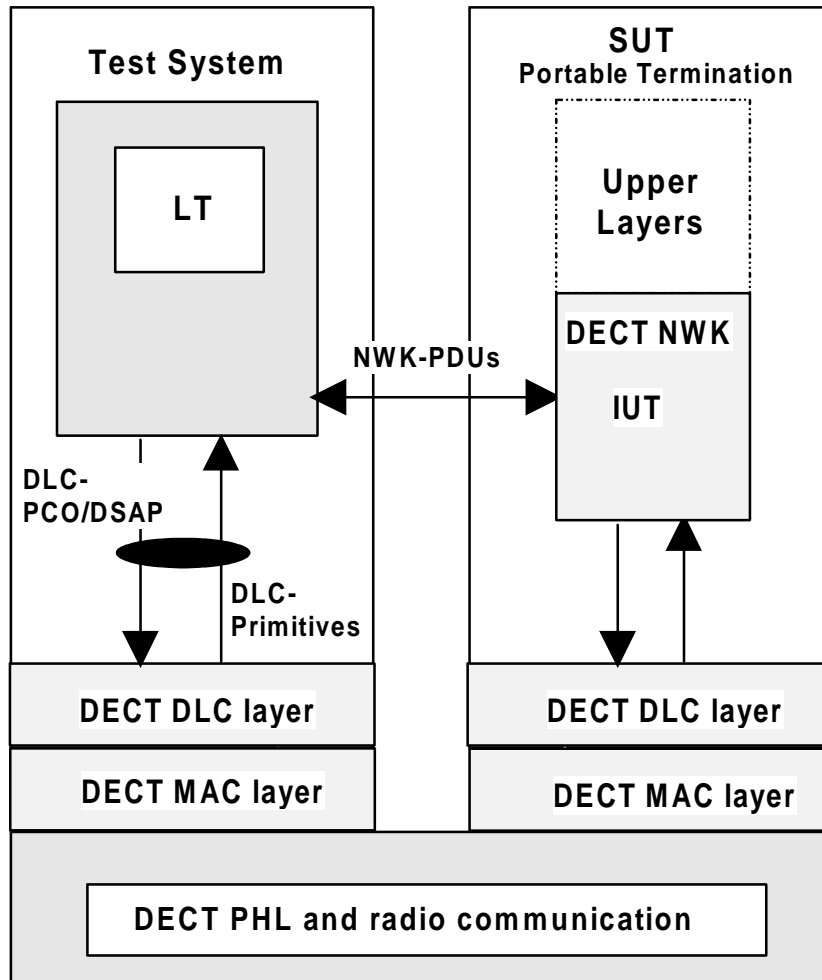 Test System
LT
DLC-
PCO/DSAP
DLC-
Primitives
NWK-PDUs
SUT
Portable Termination
Upper
Layers
DECT NWK
IUT
DECT DLC layer
DECT MAC layer
DECT DLC layer
DECT MAC layer
DECT PHL and radio communication